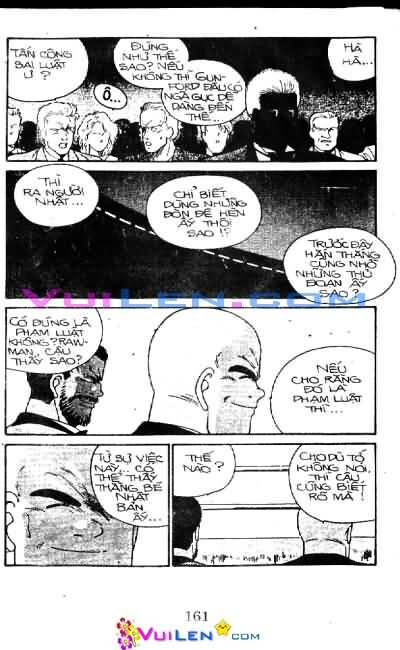 TẤN CÔNG
SAI LUẬT
Ư ?
Ồ...
ĐÚNG
NHƯ THẾ
SAO? NẾU
KHÔNG THÌ GUN-
FORD ĐÂU CÓ
NGÃ GỤC DỄ
DÀNG ĐẾN
THẾ...
HÀ
HÀ...
THÌ
RA NGƯỜI
NHẬT...
CHỈ BIẾT
DÙNG NHỮNG
ĐÒN ĐÊ HÈN
ẤY THÔI
SAO !?
TRƯỚC ĐÂY
HẮN THẮNG
CŨNG NHỜ
NHỮNG THỦ
ĐOẠN ẤY
SAO ?
VUILEN.COM
CÓ ĐÚNG LÀ
PHẠM LUẬT
KHÔNG ? RAW-
MAN, CẬU
THẤY SAO?
NẾU
CHO RẰNG
ĐÓ LÀ
PHẠM LUẬT
THÌ ...
TỪ SỰ VIỆC
NÀY... CÓ
THỂ THẤY
THẰNG BÉ
NHẬT
BẢN
ẤY...
THẾ
NÀO ?
CHO DÙ TỚ
KHÔNG NÓI,
THÌ CẬU
CŨNG BIẾT
RÕ MÀ !
161
VUILEN.COM